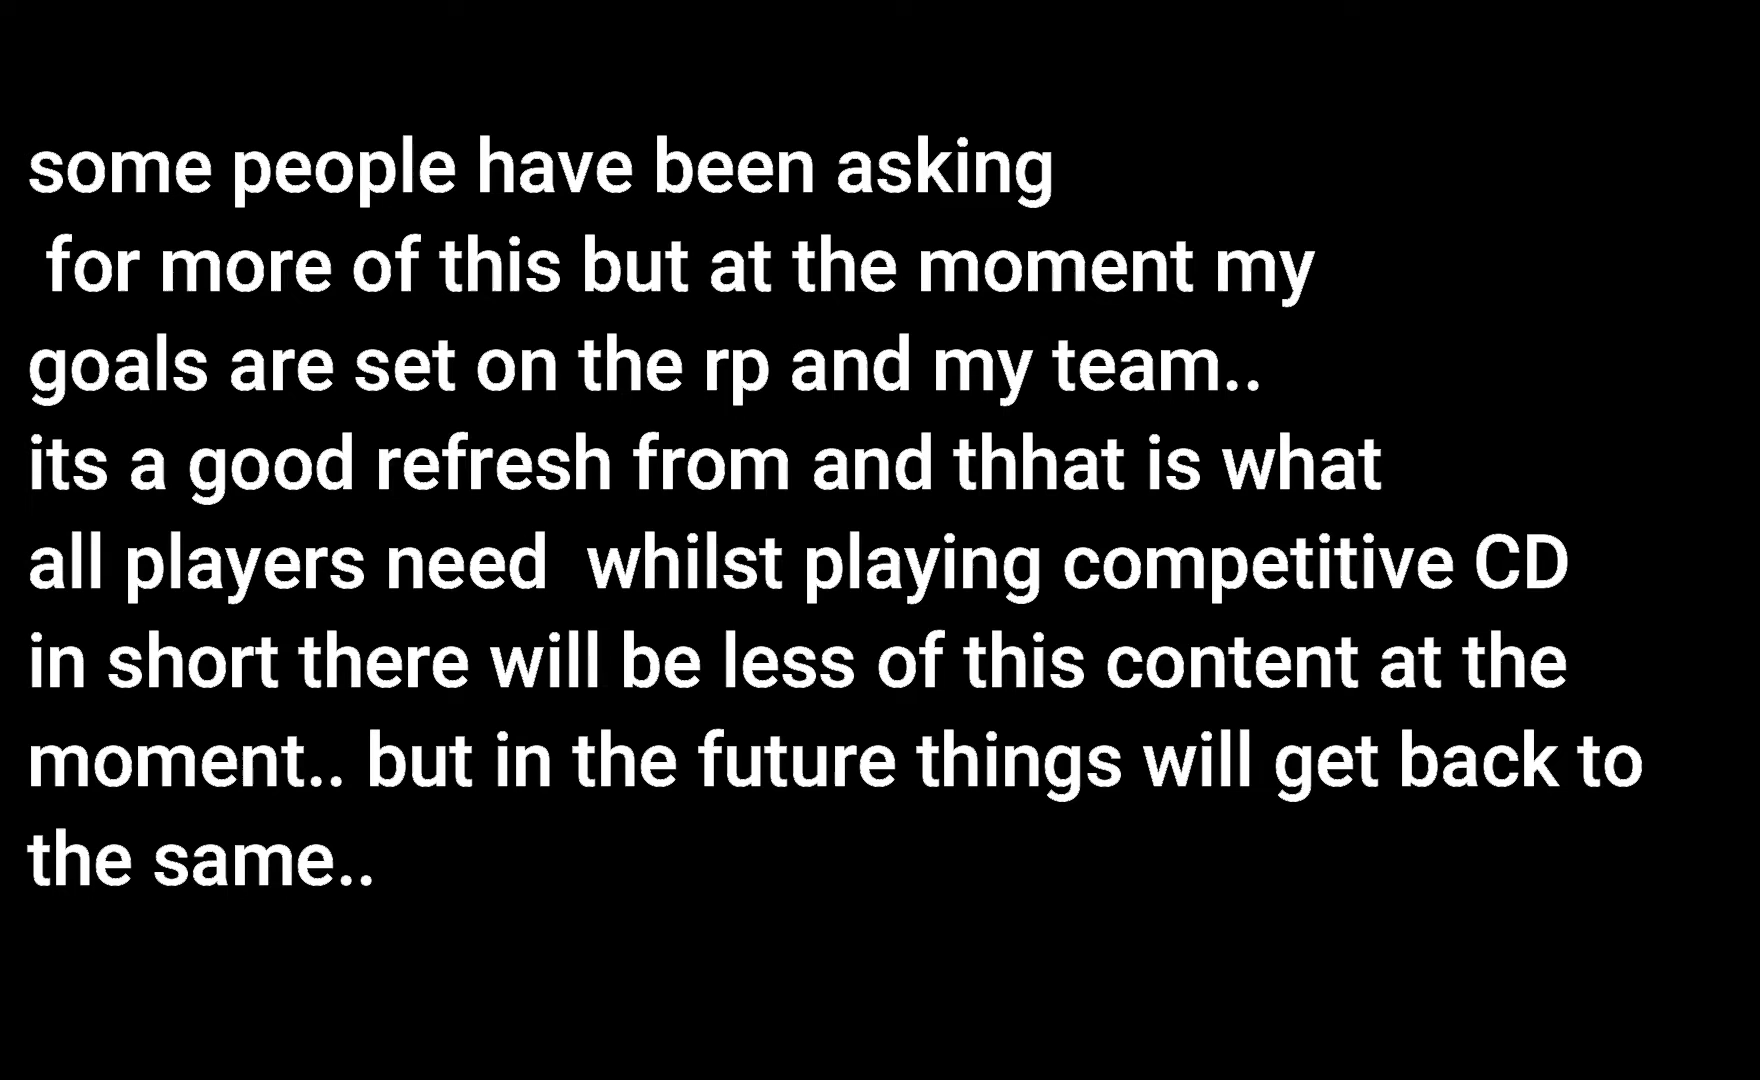 some people have been asking
for more of this but at the moment my
goals are set on the rp and my team..
its a good refresh from and thhat is what
all players need  whilst playing competitive CD
in short there will be less of this content at the
moment.. but in the future things will get back to
the same..